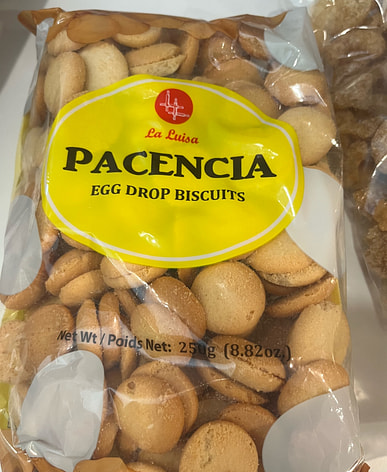 La Luisa
PACENCIA
EGG DROP BISCUITS
Net Wt / Poids Net: 250g (8.82oz.)